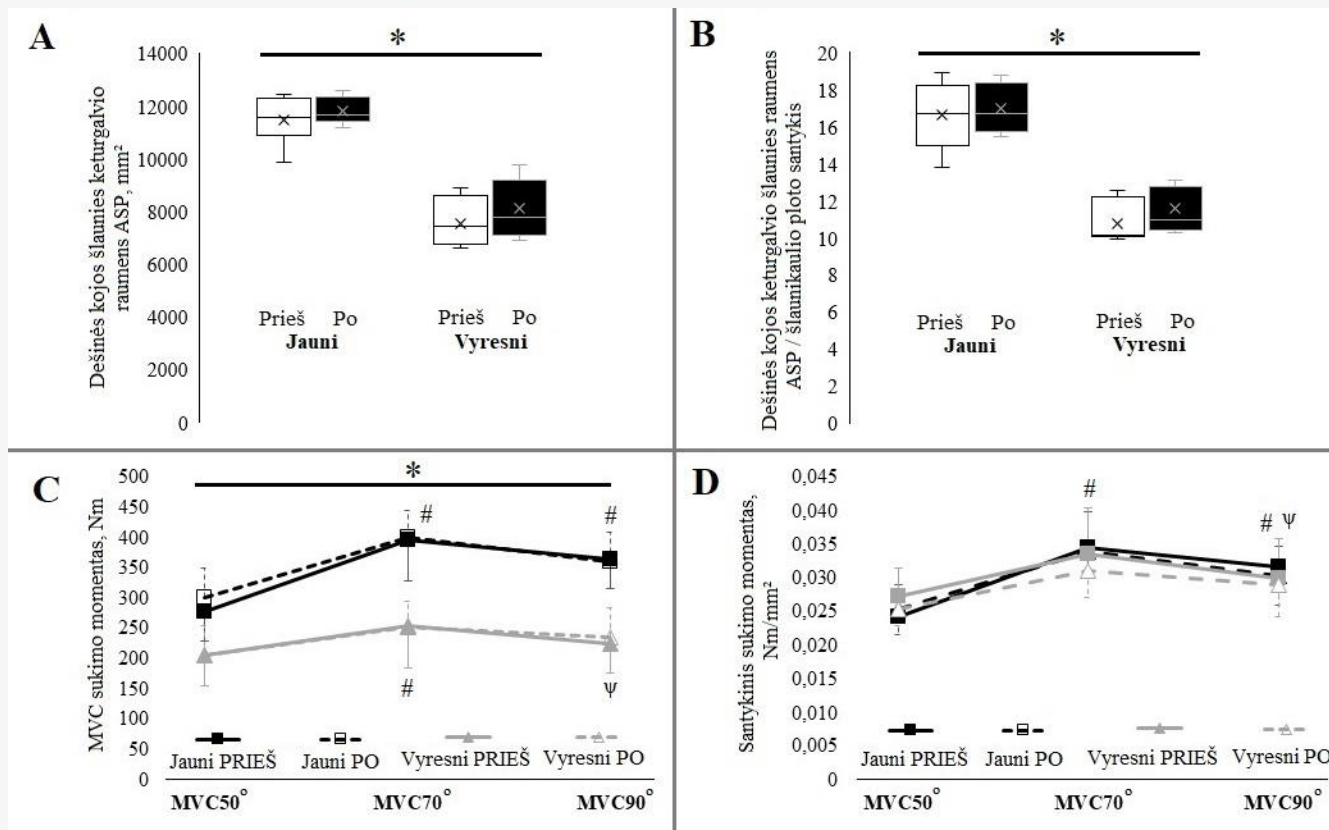 A
*
Dešinės kojos šlaunies keturgalvio
raumens ASP, mm²
14000
12000
10000
8000
6000
4000
2000
0
Prieš Po
Jauni
Prieš Po
Vyresni
B
*
Dešinės kojos keturgalvio šlaunies raumens
ASP / šlaunikaulio ploto santykis
20
18
16
14
12
10
8
6
4
2
0
Prieš Po
Jauni
Prieš Po
Vyresni
C
*
MVC sukimo momentas, Nm
500
450
400
350
300
250
200
150
100
50
0
# #
# ψ
Jauni PRIEŠ Jauni PO Vyresni PRIEŠ Vyresni PO
MVC50° MVC70° MVC90°
D
Santykinis sukimo momentas,
Nm/mm²
0,045
0,040
0,035
0,030
0,025
0,020
0,015
0,010
0,005
0,000
#
# ψ
Jauni PRIEŠ Jauni PO Vyresni PRIEŠ Vyresni PO
MVC50° MVC70° MVC90°